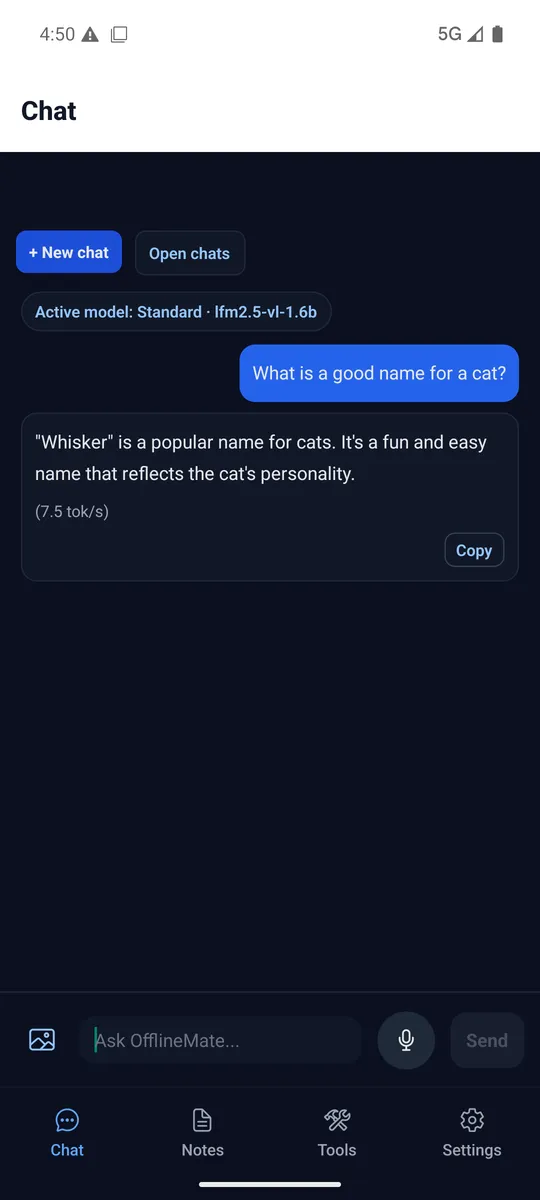 4:50
5G
Chat
+ New chat
Open chats
Active model: Standard · lfm2.5-vl-1.6b
What is a good name for a cat?
"Whisker" is a popular name for cats. It's a fun and easy
name that reflects the cat's personality.
(7.5 tok/s)
Copy
Ask OfflineMate...
Send
Chat
Notes
Tools
Settings